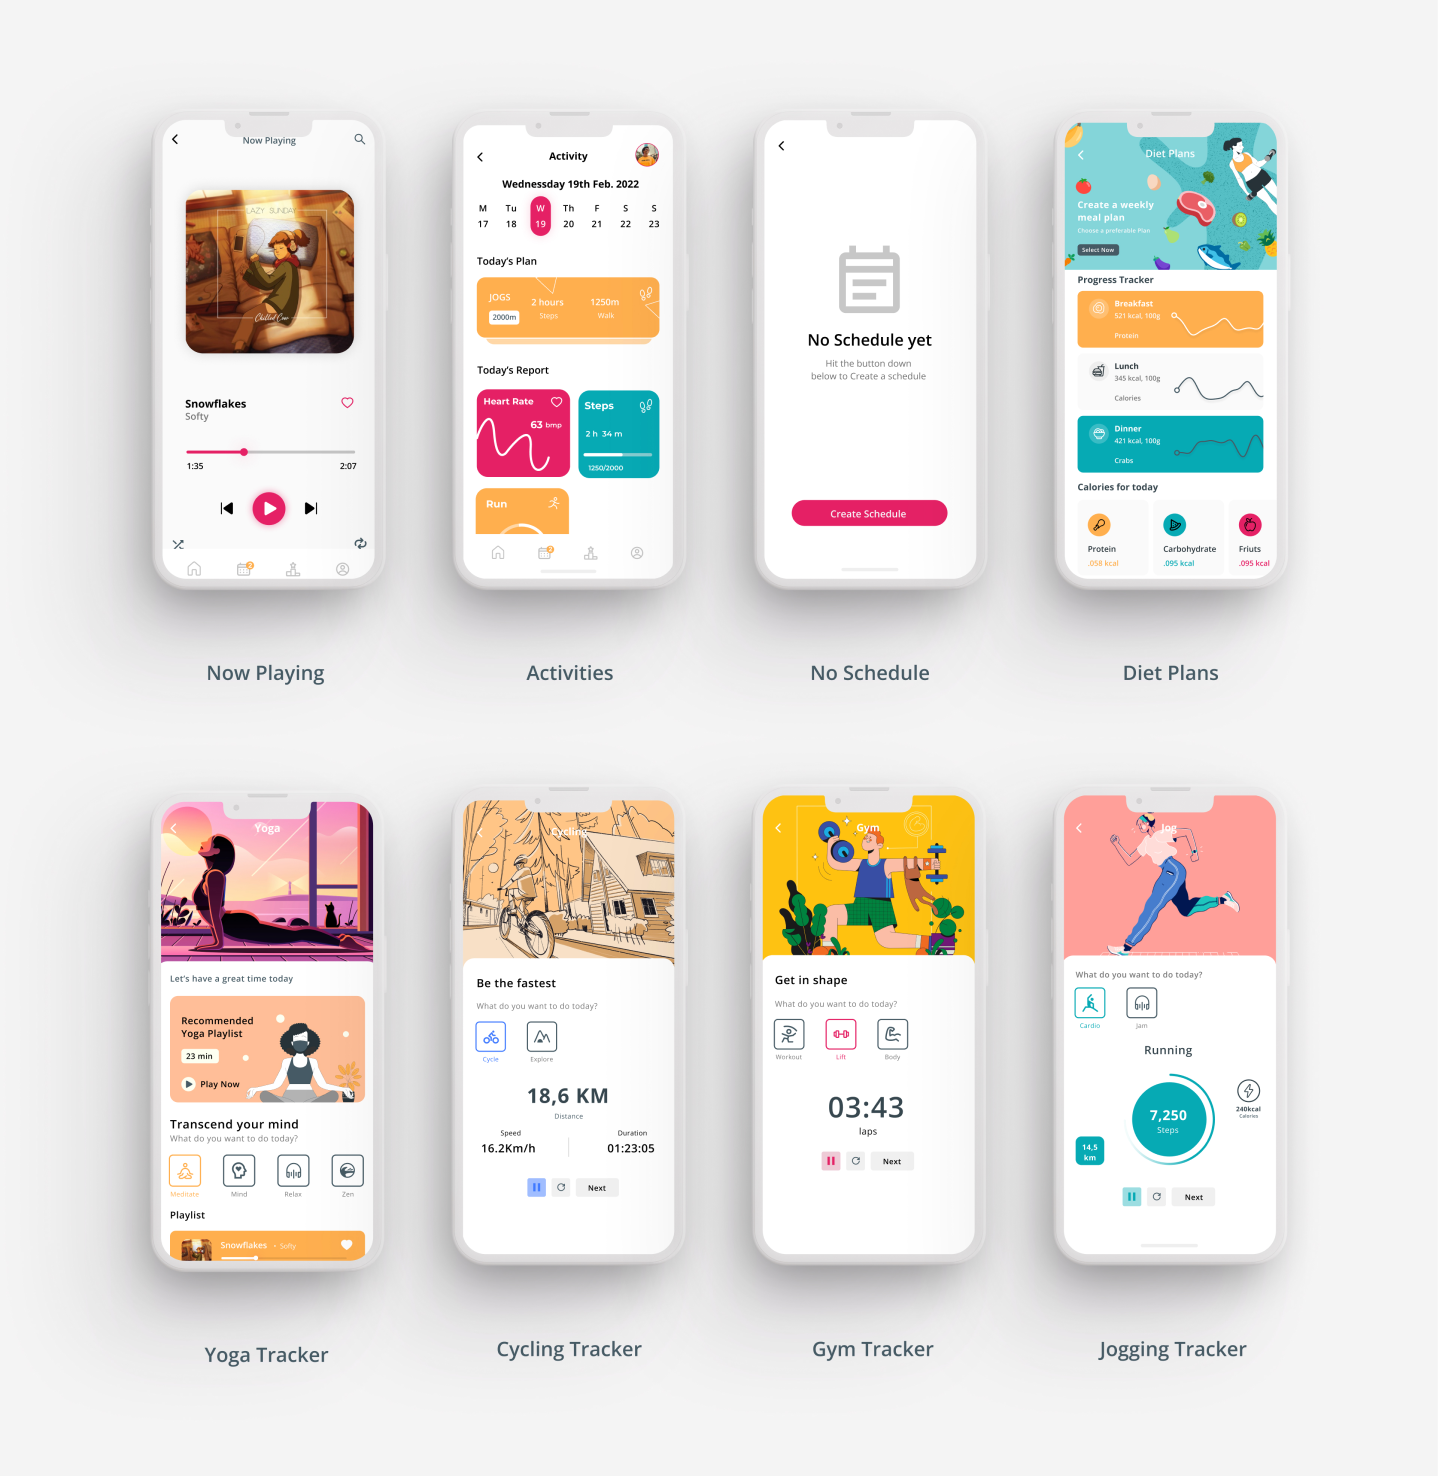 Now Playing
LAZY SUNDAY
Chilled Cow
Snowflakes
Softy
1:35
2:07
2
Activity
Wednessday 19th Feb. 2022
M Tu W Th F S S
17 18 19 20 21 22 23
Today's Plan
JOGS
2000m
2 hours
Steps
1250m
Walk
Today's Report
Heart Rate
63 bmp
Steps
2 h 34 m
1250/2000
Run
2
No Schedule yet
Hit the button down
below to Create a schedule
Create Schedule
Diet Plans
Create a weekly
meal plan
Choose a preferable Plan
Select Now
Progress Tracker
Breakfast
521 kcal, 100g
Protein
Lunch
345 kcal, 100g
Calories
Dinner
421 kcal, 100g
Crabs
Calories for today
Protein
.058 kcal
Carbohydrate
.095 kcal
Friuts
.095 kcal
Now Playing
Activities
No Schedule
Diet Plans
Yoga
Let's have a great time today
Recommended
Yoga Playlist
23 min
Play Now
Transcend your mind
What do you want to do today?
Meditate
Mind
Relax
Zen
Playlist
Snowflakes • Softy
Cycling
Be the fastest
What do you want to do today?
Cycle
Explore
18,6 KM
Distance
Speed
16.2Km/h
Duration
01:23:05
Next
Gym
Get in shape
What do you want to do today?
Workout
Lift
Body
03:43
laps
Next
Jog
What do you want to do today?
Cardio
Jam
Running
7,250
Steps
240kcal
Calories
14,5
km
Next
Yoga Tracker
Cycling Tracker
Gym Tracker
Jogging Tracker